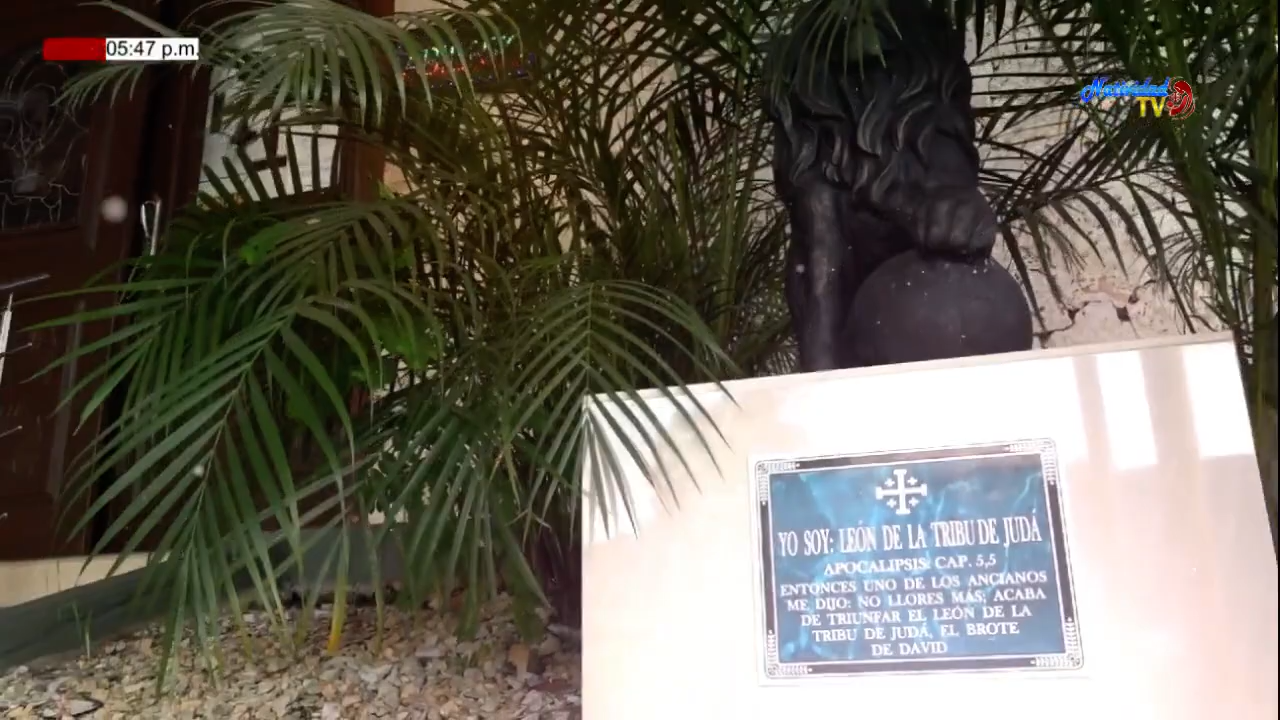 05:47 p.m.
Natividad
TV
YO SOY: LEÓN DE LA TRIBU DE JUDÁ
APOCALIPSIS. CAP. 5,5
ENTONCES UNO DE LOS ANCIANOS
ME DIJO: NO LLORES MÁS; ACABA
DE TRIUNFAR EL LEÓN DE LA
TRIBU DE JUDÁ, EL BROTE
DE DAVID